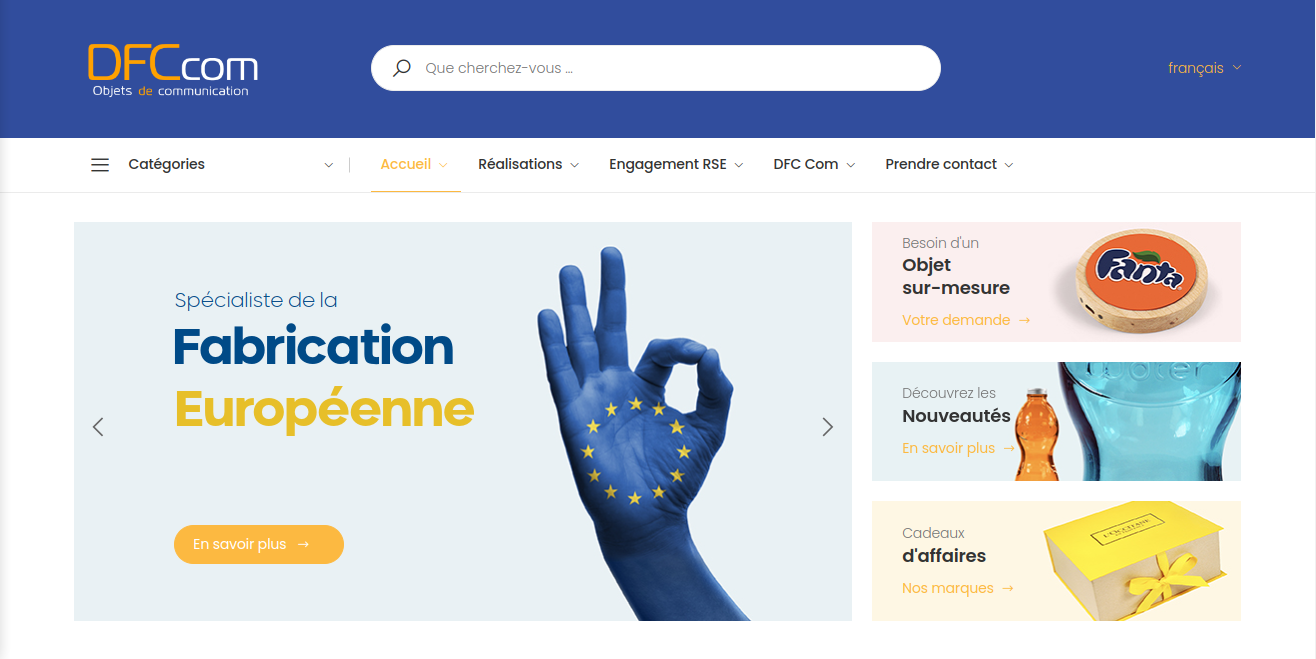 DFCcom
Objets de communication
Que cherchez-vous ...
français
Catégories
Accueil
Réalisations
Engagement RSE
DFC Com
Prendre contact
Spécialiste de la
Fabrication
Européenne
En savoir plus →
Besoin d'un
Objet
sur-mesure
Votre demande →
Fanta
Découvrez les
Nouveautés
En savoir plus →
water
Cadeaux
d'affaires
Nos marques →
L'OCCITANE